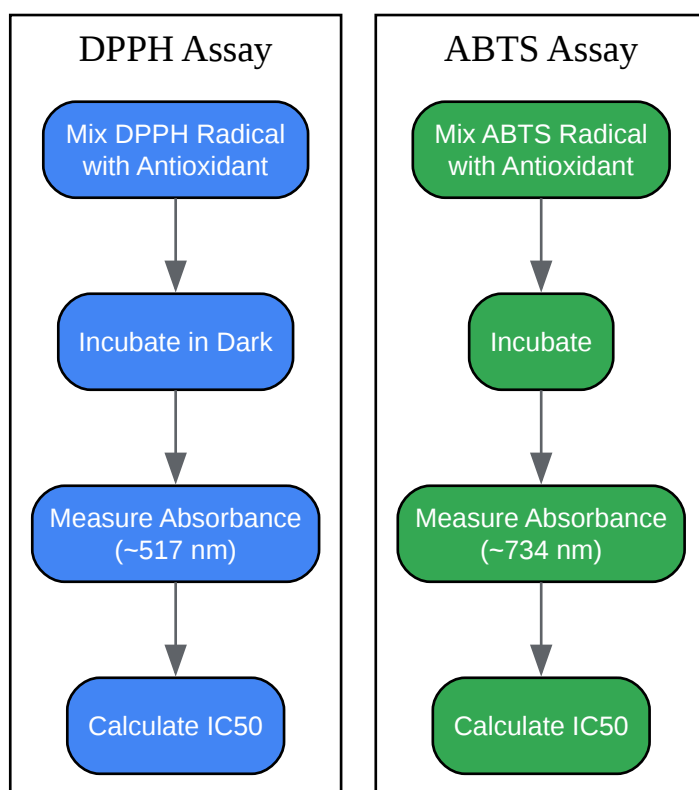 DPPH Assay
Mix DPPH Radical
with Antioxidant
Incubate in Dark
Measure Absorbance
(~517 nm)
Calculate IC50
ABTS Assay
Mix ABTS Radical
with Antioxidant
Incubate
Measure Absorbance
(~734 nm)
Calculate IC50